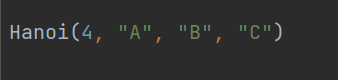 Hanoi(4, "A", "B", "C")